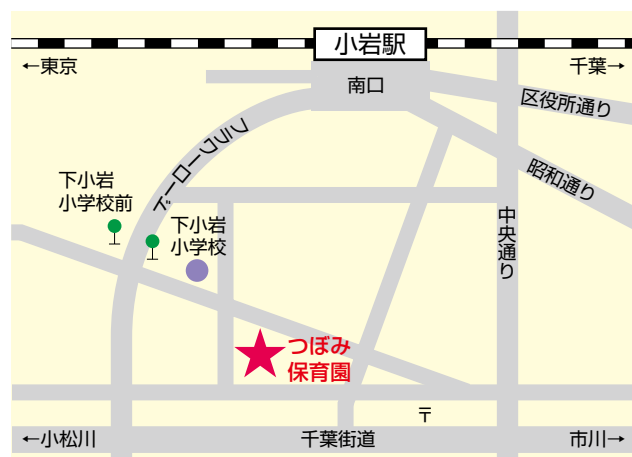 小岩駅
←東京
千葉→
南口
区役所通り
フラワーロード
昭和通り
下小岩
小学校前
下小岩
小学校
中央通り
つぼみ
保育園
〒
←小松川
千葉街道
市川→